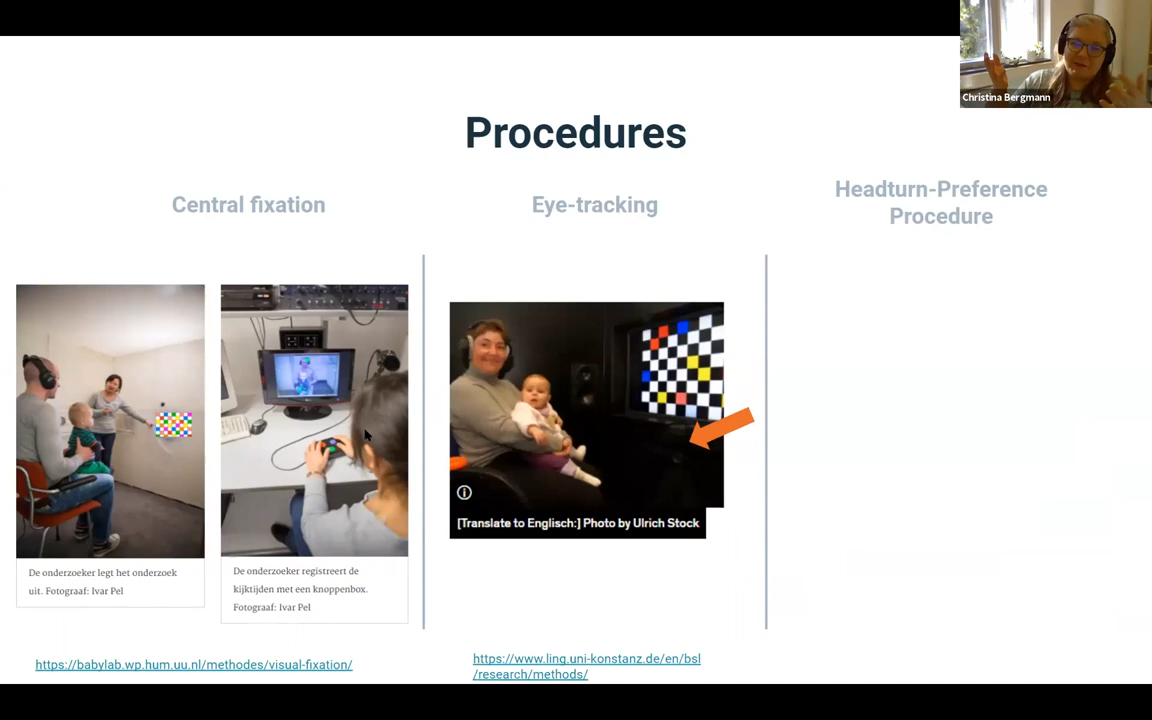 Christina Bergmann
Procedures
Central fixation
Eye-tracking
Headturn-Preference
Procedure
De onderzoeker legt het onderzoek
uit. Fotograaf: Ivar Pel
De onderzoeker registreert de
kijktijden met een knoppenbox.
Fotograaf: Ivar Pel
[Translate to Englisch:] Photo by Ulrich Stock
https://babylab.wp.hum.uu.nl/methodes/visual-fixation/
https://www.ling.uni-konstanz.de/en/bsl
/research/methods/